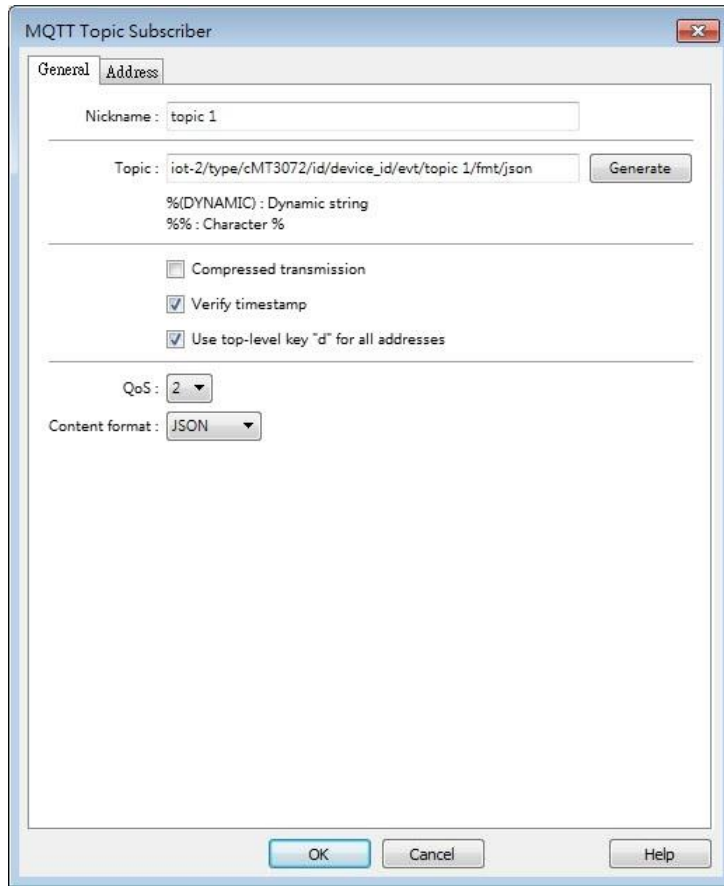 MQTT Topic Subscriber
General Address
Nickname : topic 1
Topic : iot-2/type/cMT3072/id/device_id/evt/topic 1/fmt/json Generate
%(DYNAMIC) : Dynamic string
%% : Character %
Compressed transmission
Verify timestamp
Use top-level key "d" for all addresses
QoS : 2
Content format : JSON
OK Cancel Help